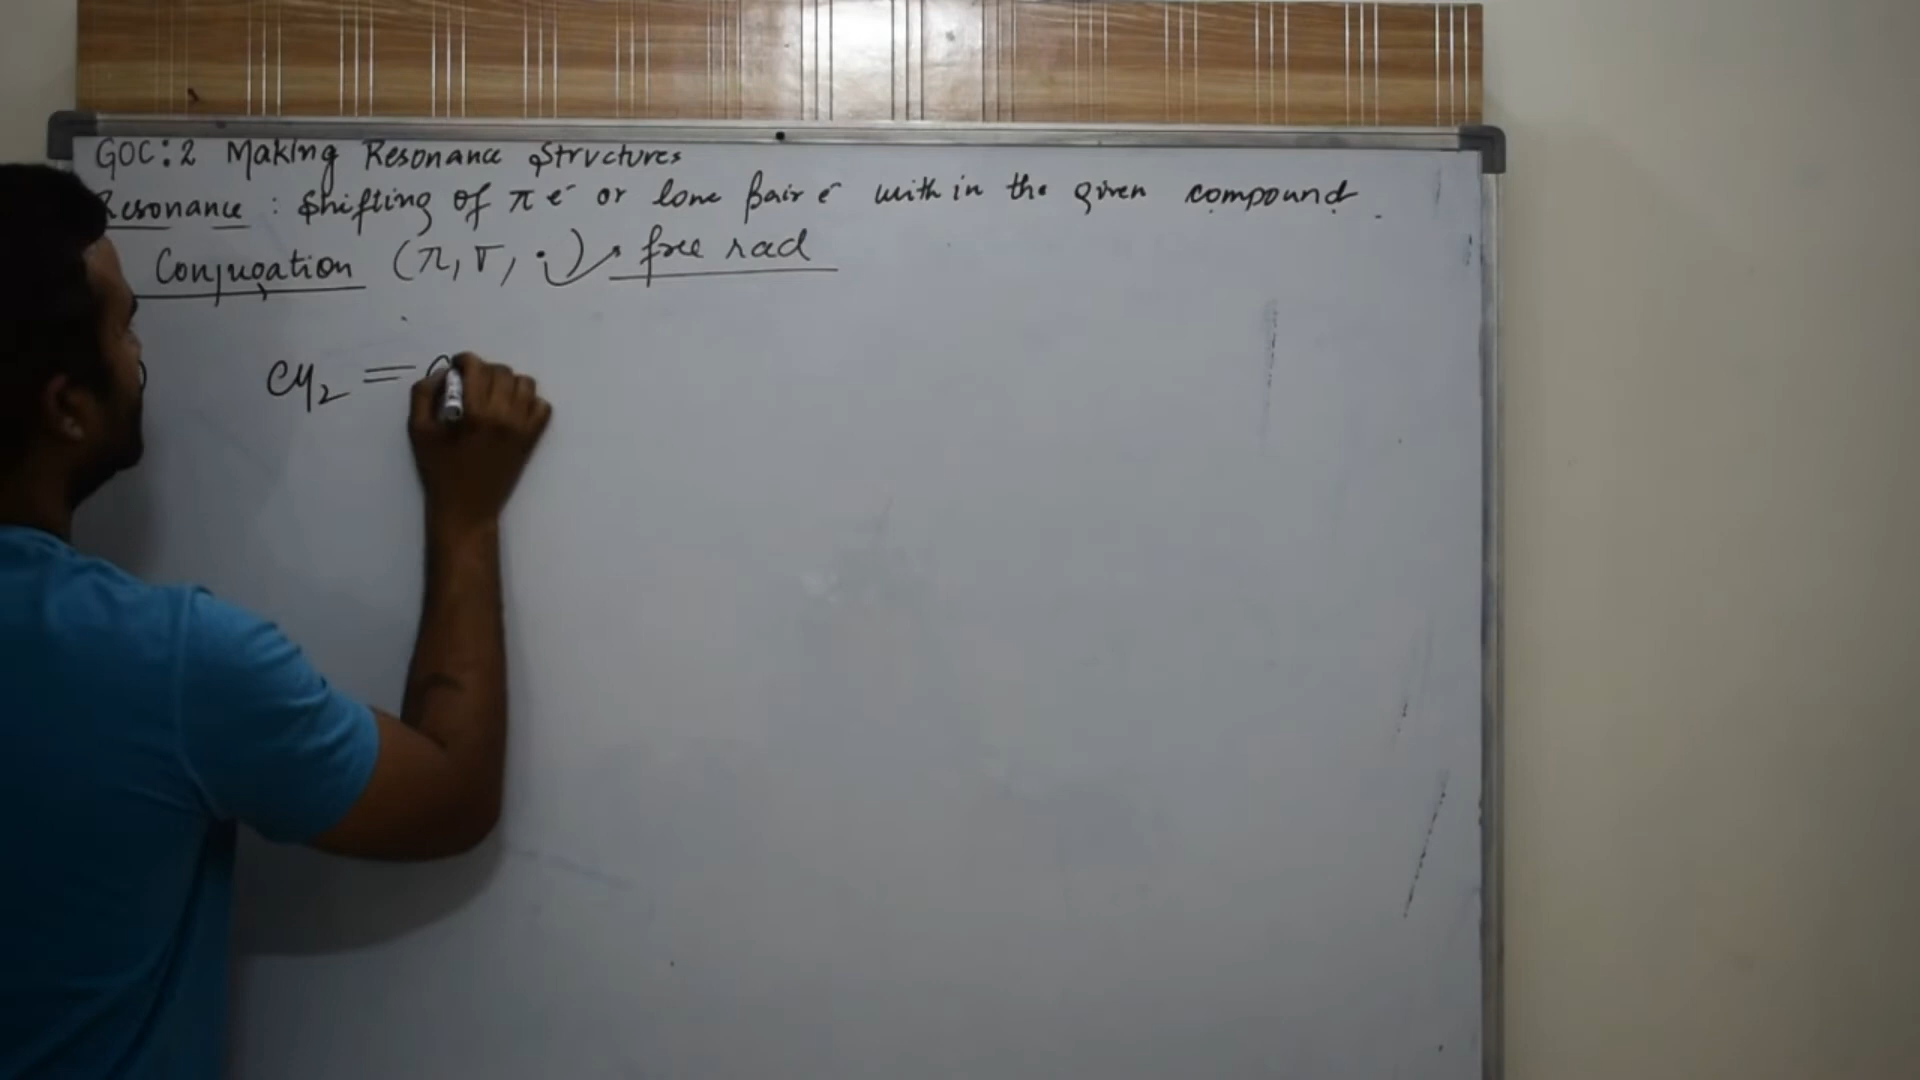 GOC:2 Making Resonance Structures
Resonance : Shifting of π e⁻ or lone pair e⁻ with in the given compound.
Conjugation (π, σ, ·) → free rad
CH₂ = C